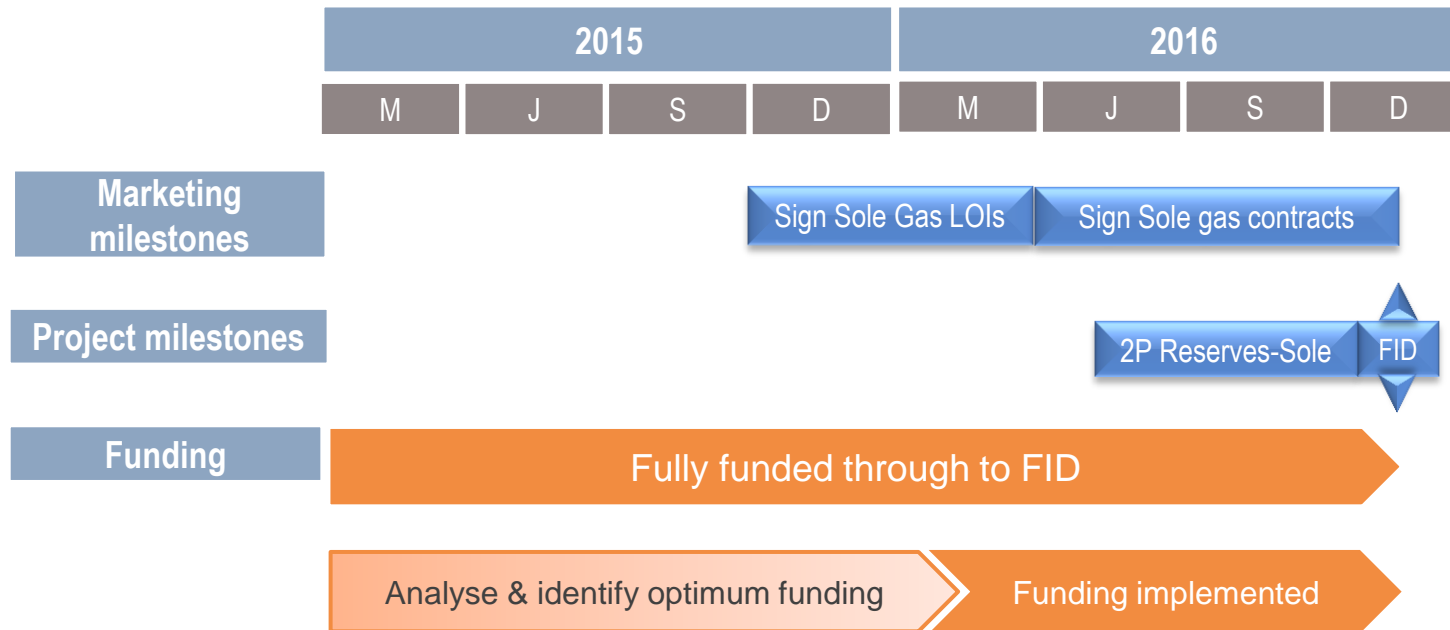 2015 2016
M J S D M J S D
Marketing
milestones
Sign Sole Gas LOIs Sign Sole gas contracts
Project milestones 2P Reserves-Sole FID
Funding Fully funded through to FID
Analyse & identify optimum funding Funding implemented